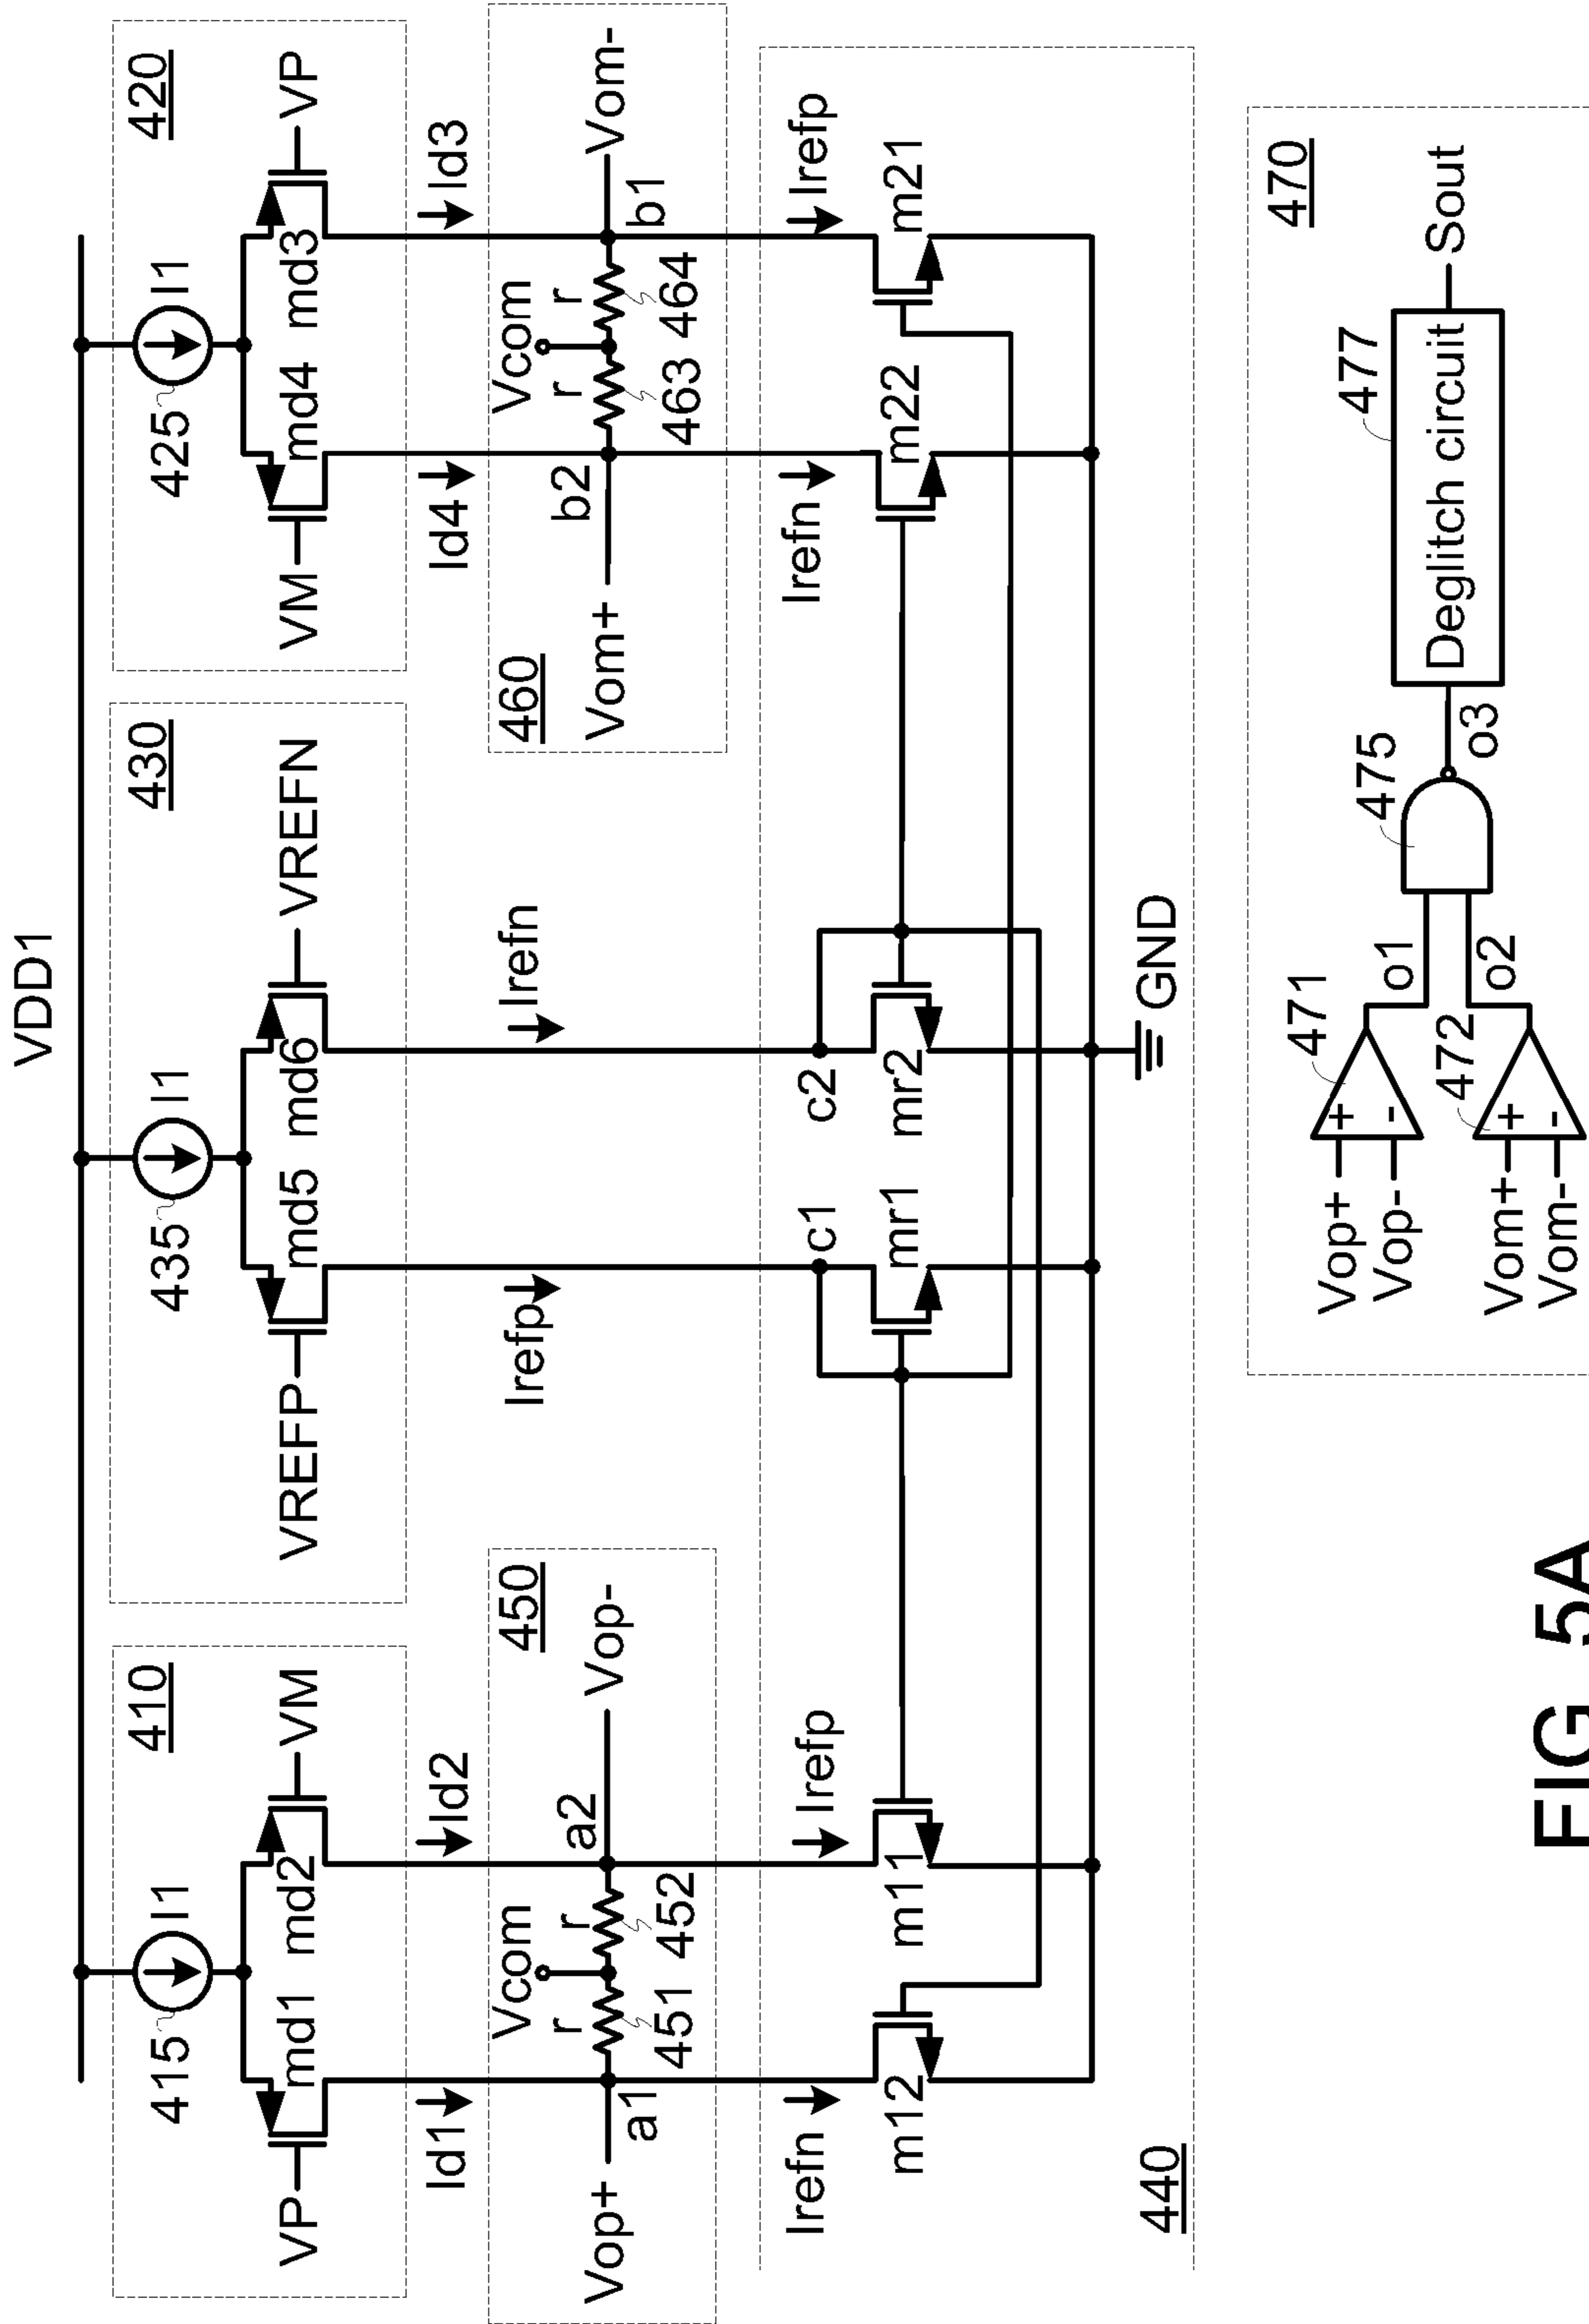 VDD1
410
415
I1
VP
md1
md2
VM
430
435
I1
VREFP
md5
md6
VREFN
420
425
I1
VM
md4
md3
VP
Id1
Id2
Irefp
Irefn
Id4
Id3
450
Vop+
a1
r
451
Vcom
r
452
a2
Vop-
460
Vom+
b2
r
463
Vcom
r
464
b1
Vom-
440
Irefn
m12
Irefp
m11
c1
mr1
c2
mr2
Irefn
m22
Irefp
m21
GND
470
Vop+
Vop-
+
-
471
o1
Vom+
Vom-
+
-
472
o2
475
o3
477
Deglitch circuit
Sout
FIG. 5A